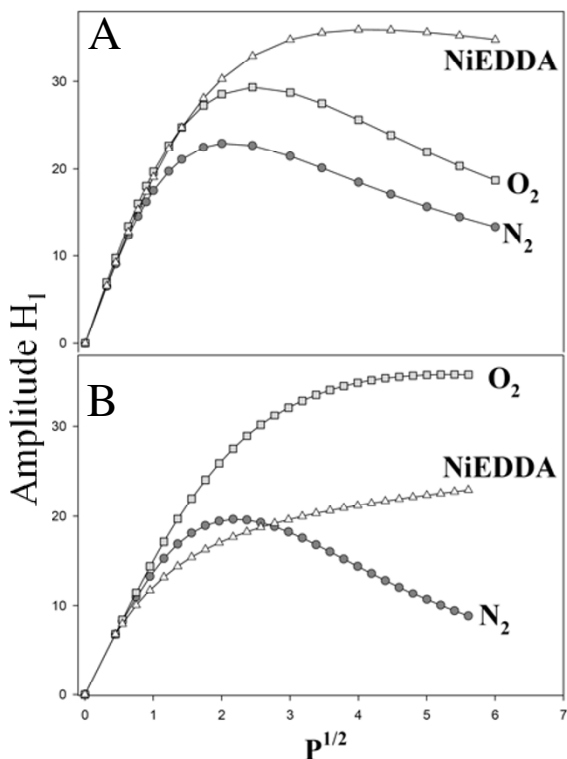 A
NiEDDA
O₂
N₂
30
20
10
0
Amplitude H₁
B
O₂
NiEDDA
N₂
30
20
10
0
0 1 2 3 4 5 6 7
P¹/²